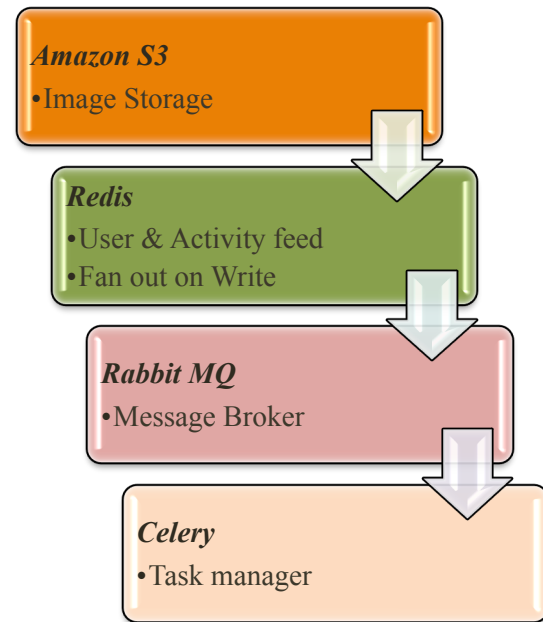 Amazon S3
•Image Storage
Redis
•User & Activity feed
•Fan out on Write
Rabbit MQ
•Message Broker
Celery
•Task manager